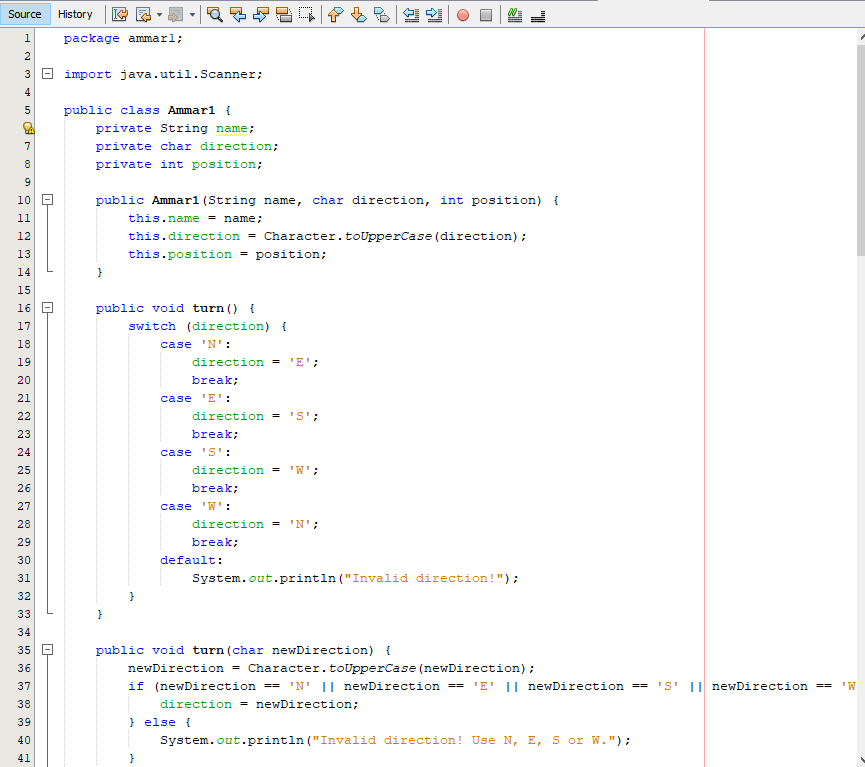 Source History
1 package ammar1;
2
3 import java.util.Scanner;
4
5 public class Ammar1 {
private String name;
7 private char direction;
8 private int position;
9
10 public Ammar1(String name, char direction, int position) {
11 this.name = name;
12 this.direction = Character.toUpperCase(direction);
13 this.position = position;
14 }
15
16 public void turn() {
17 switch (direction) {
18 case 'N':
19 direction = 'E';
20 break;
21 case 'E':
22 direction = 'S';
23 break;
24 case 'S':
25 direction = 'W';
26 break;
27 case 'W':
28 direction = 'N';
29 break;
30 default:
31 System.out.println("Invalid direction!");
32 }
33 }
34
35 public void turn(char newDirection) {
36 newDirection = Character.toUpperCase(newDirection);
37 if (newDirection == 'N' || newDirection == 'E' || newDirection == 'S' || newDirection == 'W
38 direction = newDirection;
39 } else {
40 System.out.println("Invalid direction! Use N, E, S or W.");
41 }